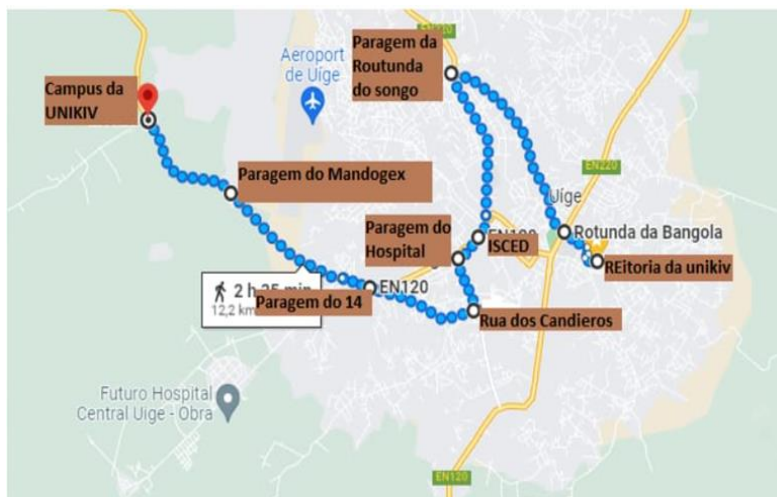 EN220
Paragem da
Routunda
do songo
Aeroport
de Uíge
Campus da
UNIKIV
EN220
Paragem do Mandogex
Uíge
Paragem do
Hospital
ISCED
Rotunda da Bangola
REitoria da unikiv
EN120
2 h
12,2 km
Paragem do 14
Rua dos Candieros
Futuro Hospital
Central Uige - Obra
EN120